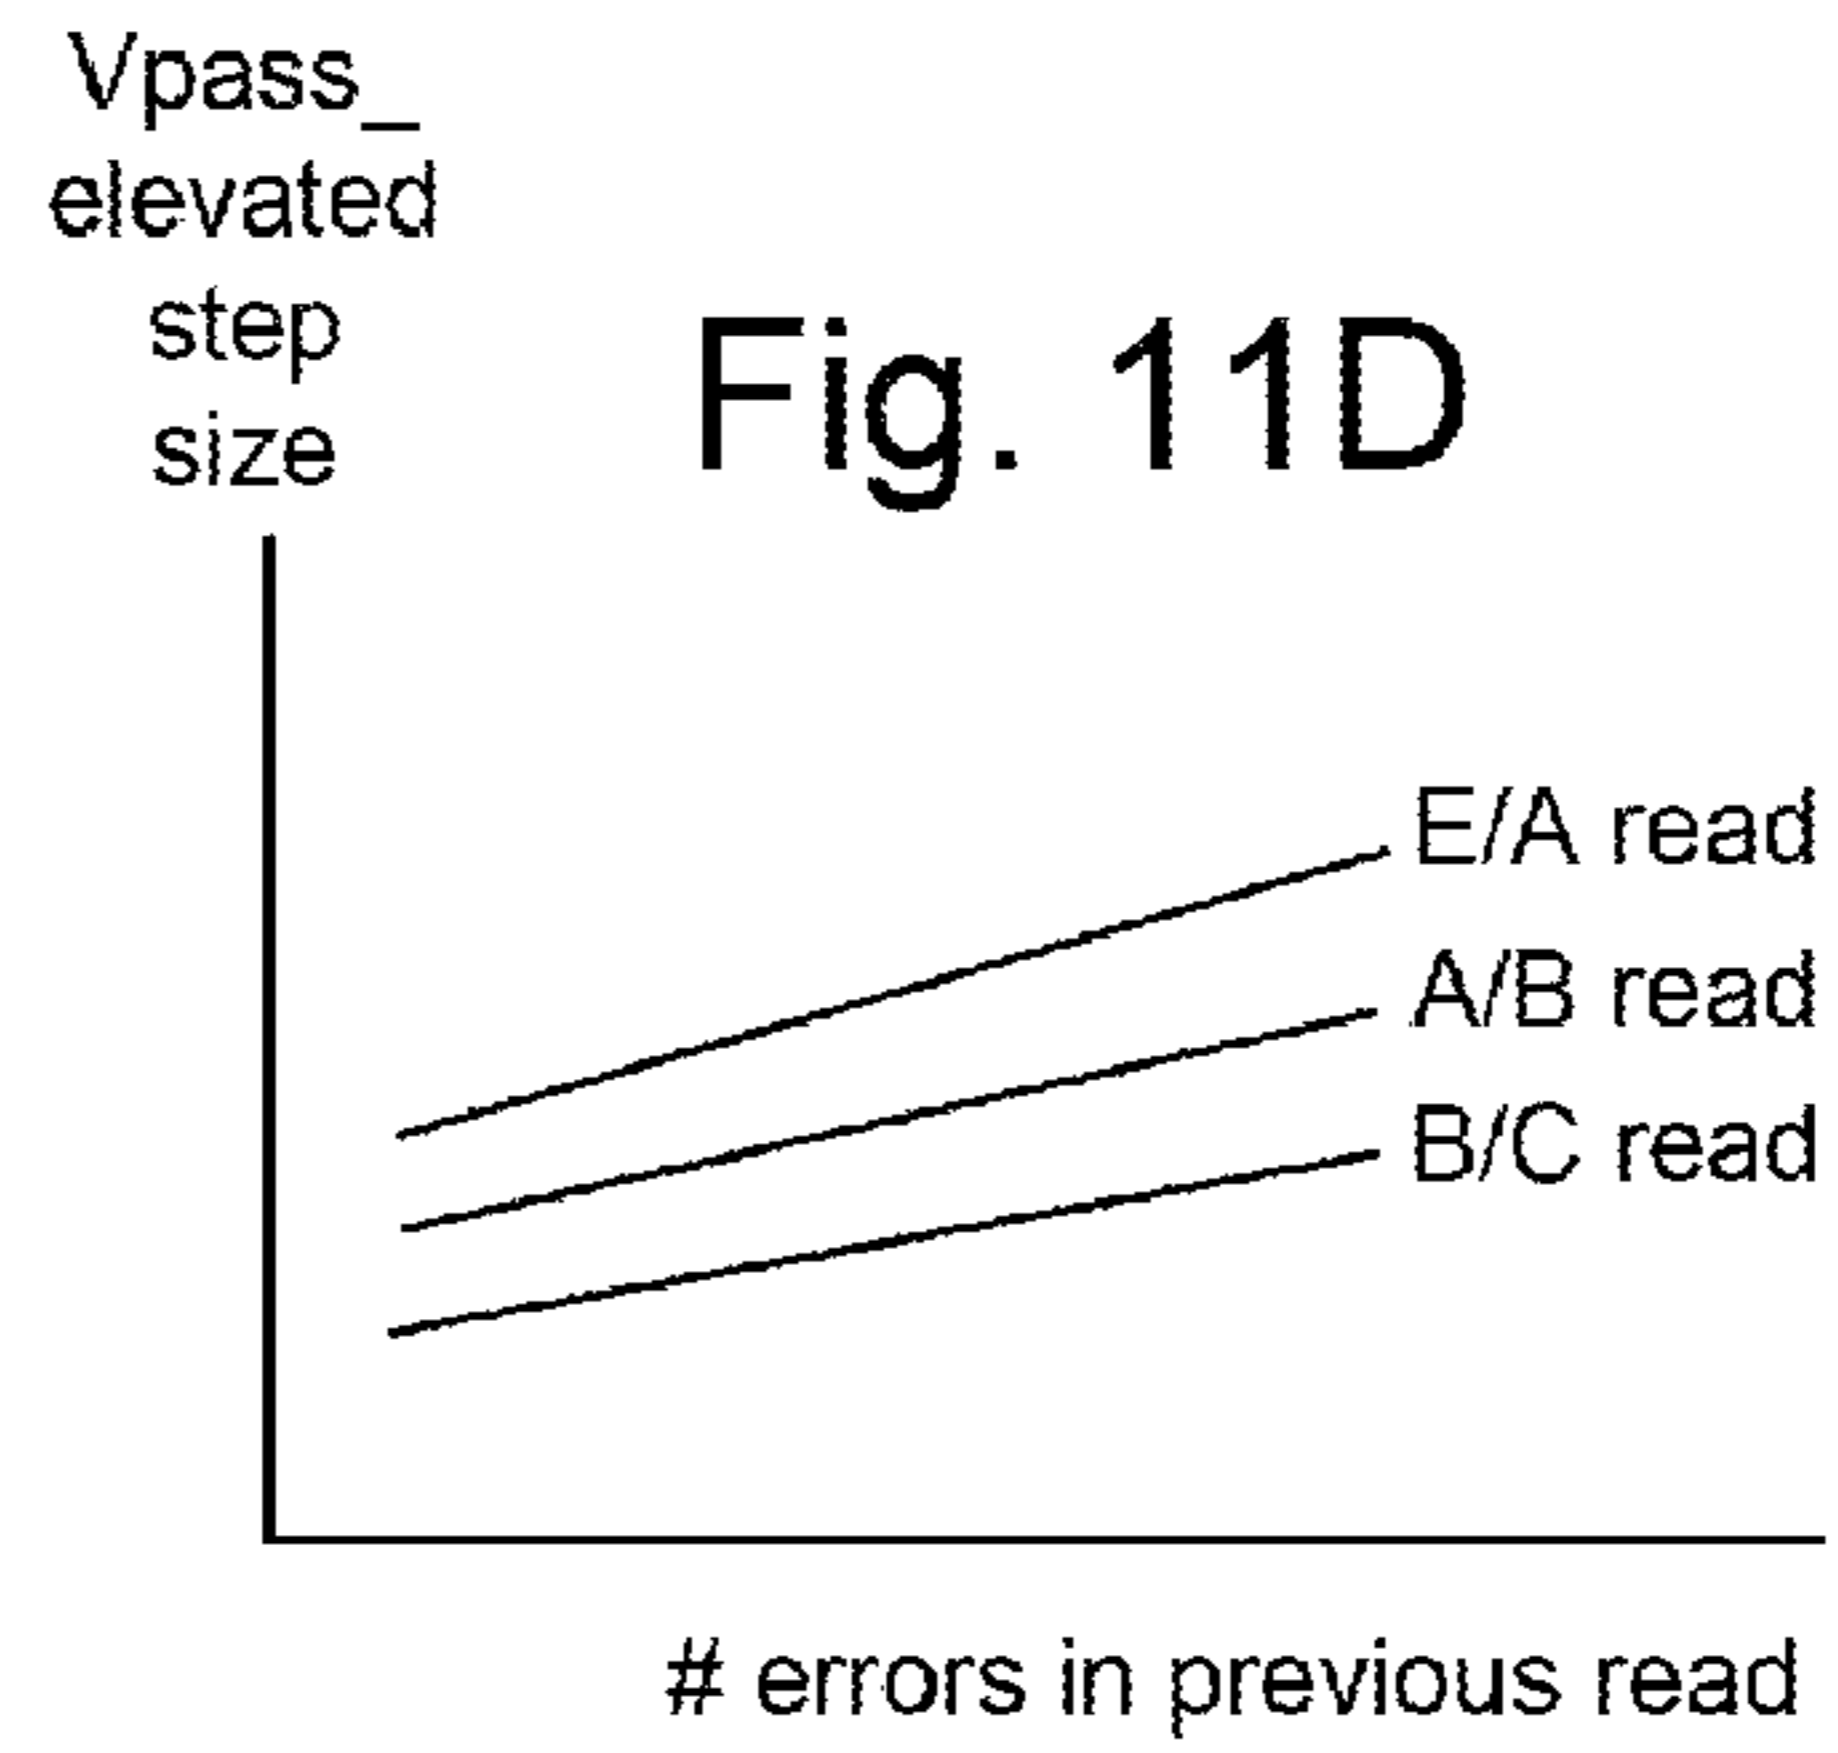 Vpass_
elevated
step
size
Fig. 11D
E/A read
A/B read
B/C read
# errors in previous read